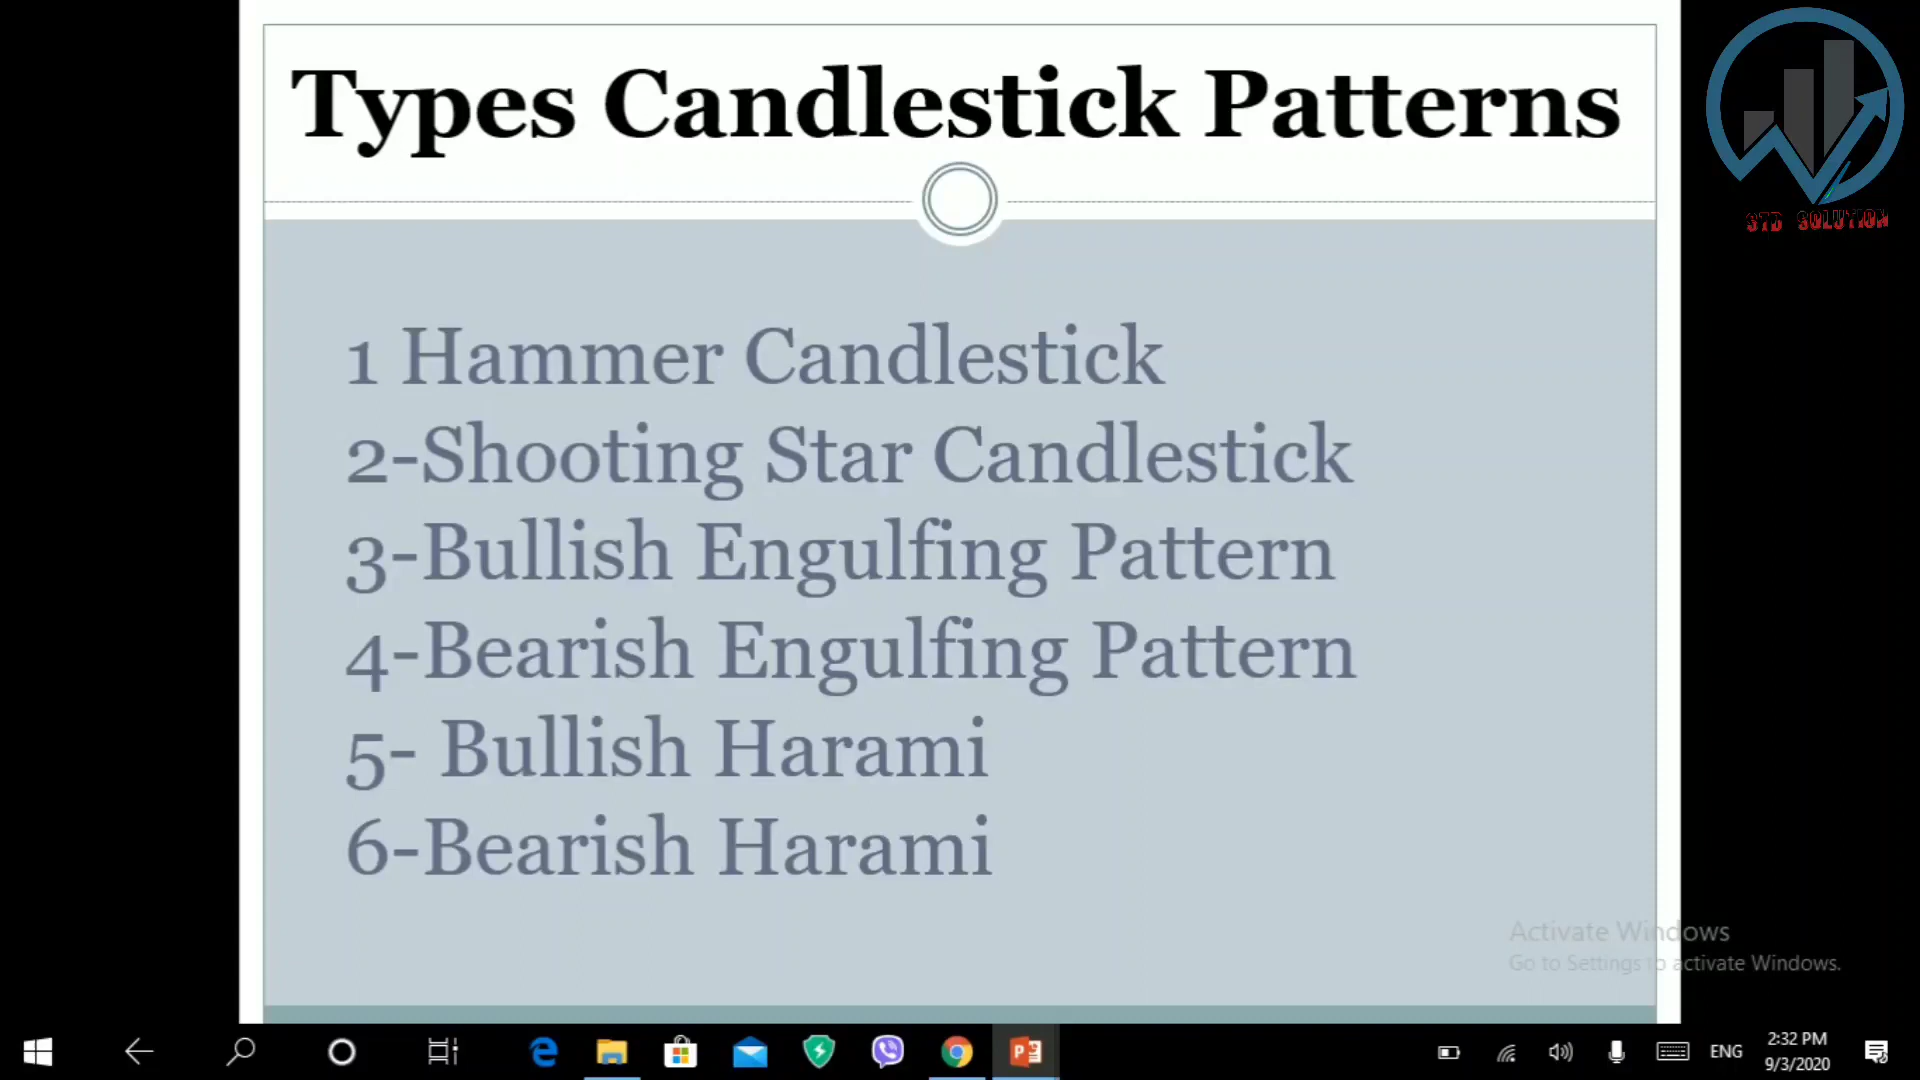 Types Candlestick Patterns
STD SOLUTION
1 Hammer Candlestick
2-Shooting Star Candlestick
3-Bullish Engulfing Pattern
4-Bearish Engulfing Pattern
5- Bullish Harami
6-Bearish Harami
Activate Windows
Go to Settings to activate Windows.
ENG
2:32 PM
9/3/2020